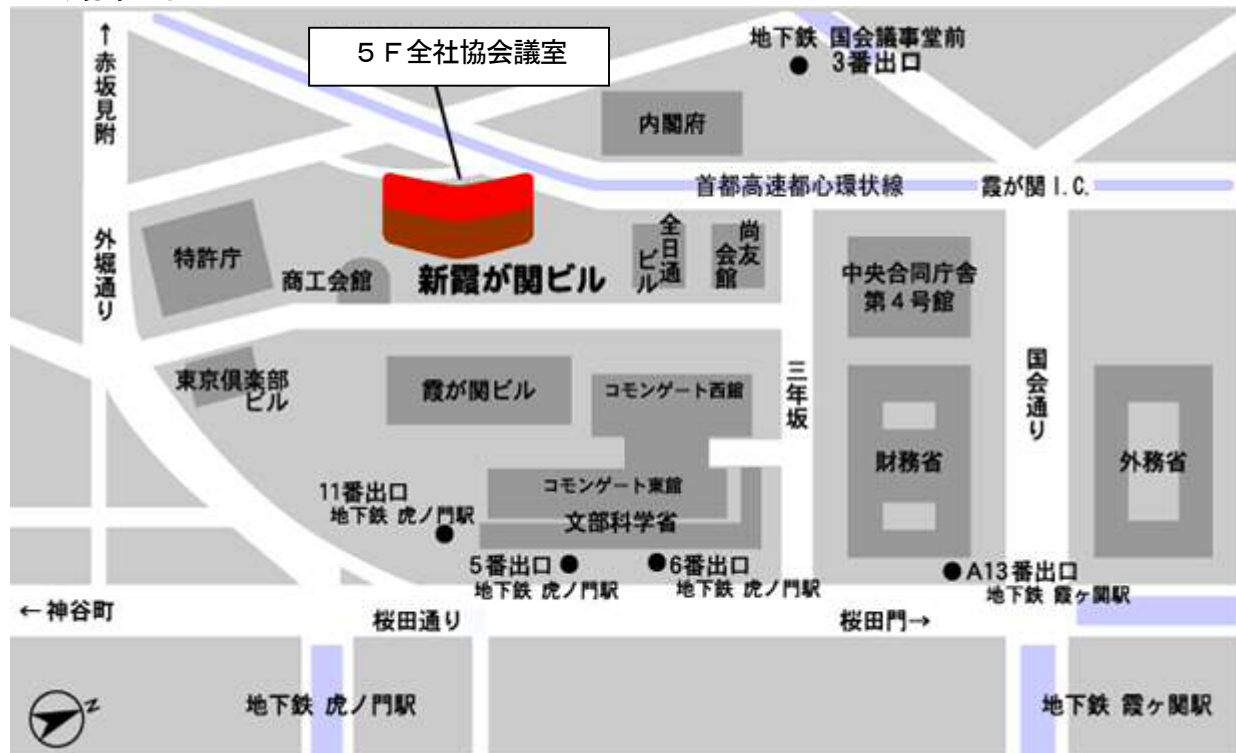 ５Ｆ全社協会議室
地下鉄 国会議事堂前
3番出口
↑赤坂見附
内閣府
首都高速都心環状線
霞が関 I.C.
外堀通り
特許庁
商工会館
新霞が関ビル
全日通
ビル
尚友
会館
中央合同庁舎
第４号館
東京倶楽部
ビル
霞が関ビル
コモンゲート西館
三年坂
国会通り
財務省
外務省
コモンゲート東館
文部科学省
11番出口
地下鉄 虎ノ門駅
5番出口
地下鉄 虎ノ門駅
6番出口
地下鉄 虎ノ門駅
A13番出口
地下鉄 霞ヶ関駅
←神谷町
桜田通り
桜田門→
地下鉄 虎ノ門駅
地下鉄 霞ヶ関駅
N